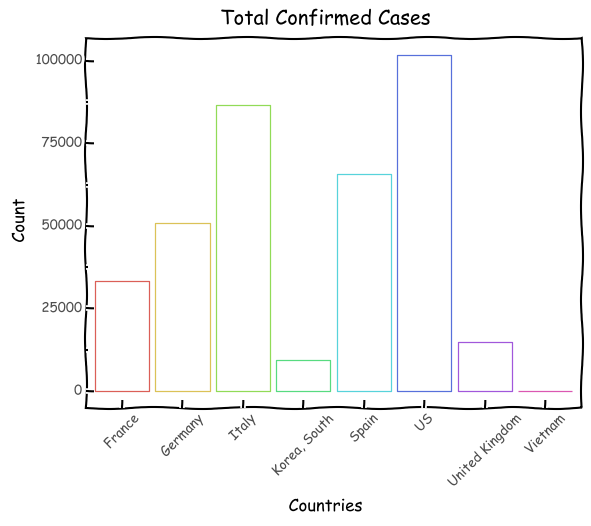 Total Confirmed Cases
100000
75000
50000
25000
0
Count
France
Germany
Italy
Korea, South
Spain
US
United Kingdom
Vietnam
Countries